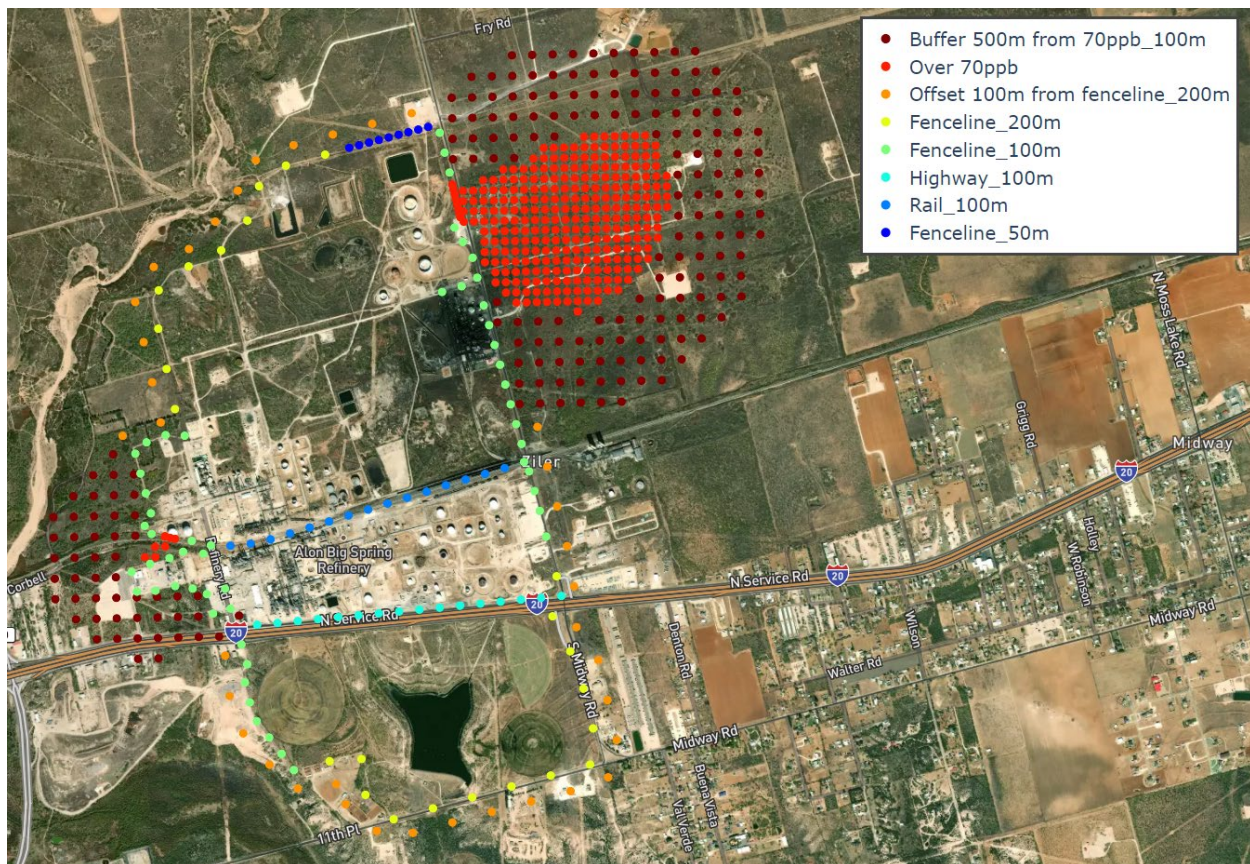 Fry Rd
Buffer 500m from 70ppb_100m
Over 70ppb
Offset 100m from fenceline_200m
Fenceline_200m
Fenceline_100m
Highway_100m
Rail_100m
Fenceline_50m
N Moss Lake Rd
Grigg Rd
Midway
20
Ziler
Refinery Rd
Alon Big Spring
Refinery
Corbell
N Service Rd
20
Holley
W Robinson
20
N Service Rd
20
Wilson
Midway Rd
Denton Rd
Walter Rd
S Midway Rd
Midway Rd
Buena Vista
Val Verde
11th Pl